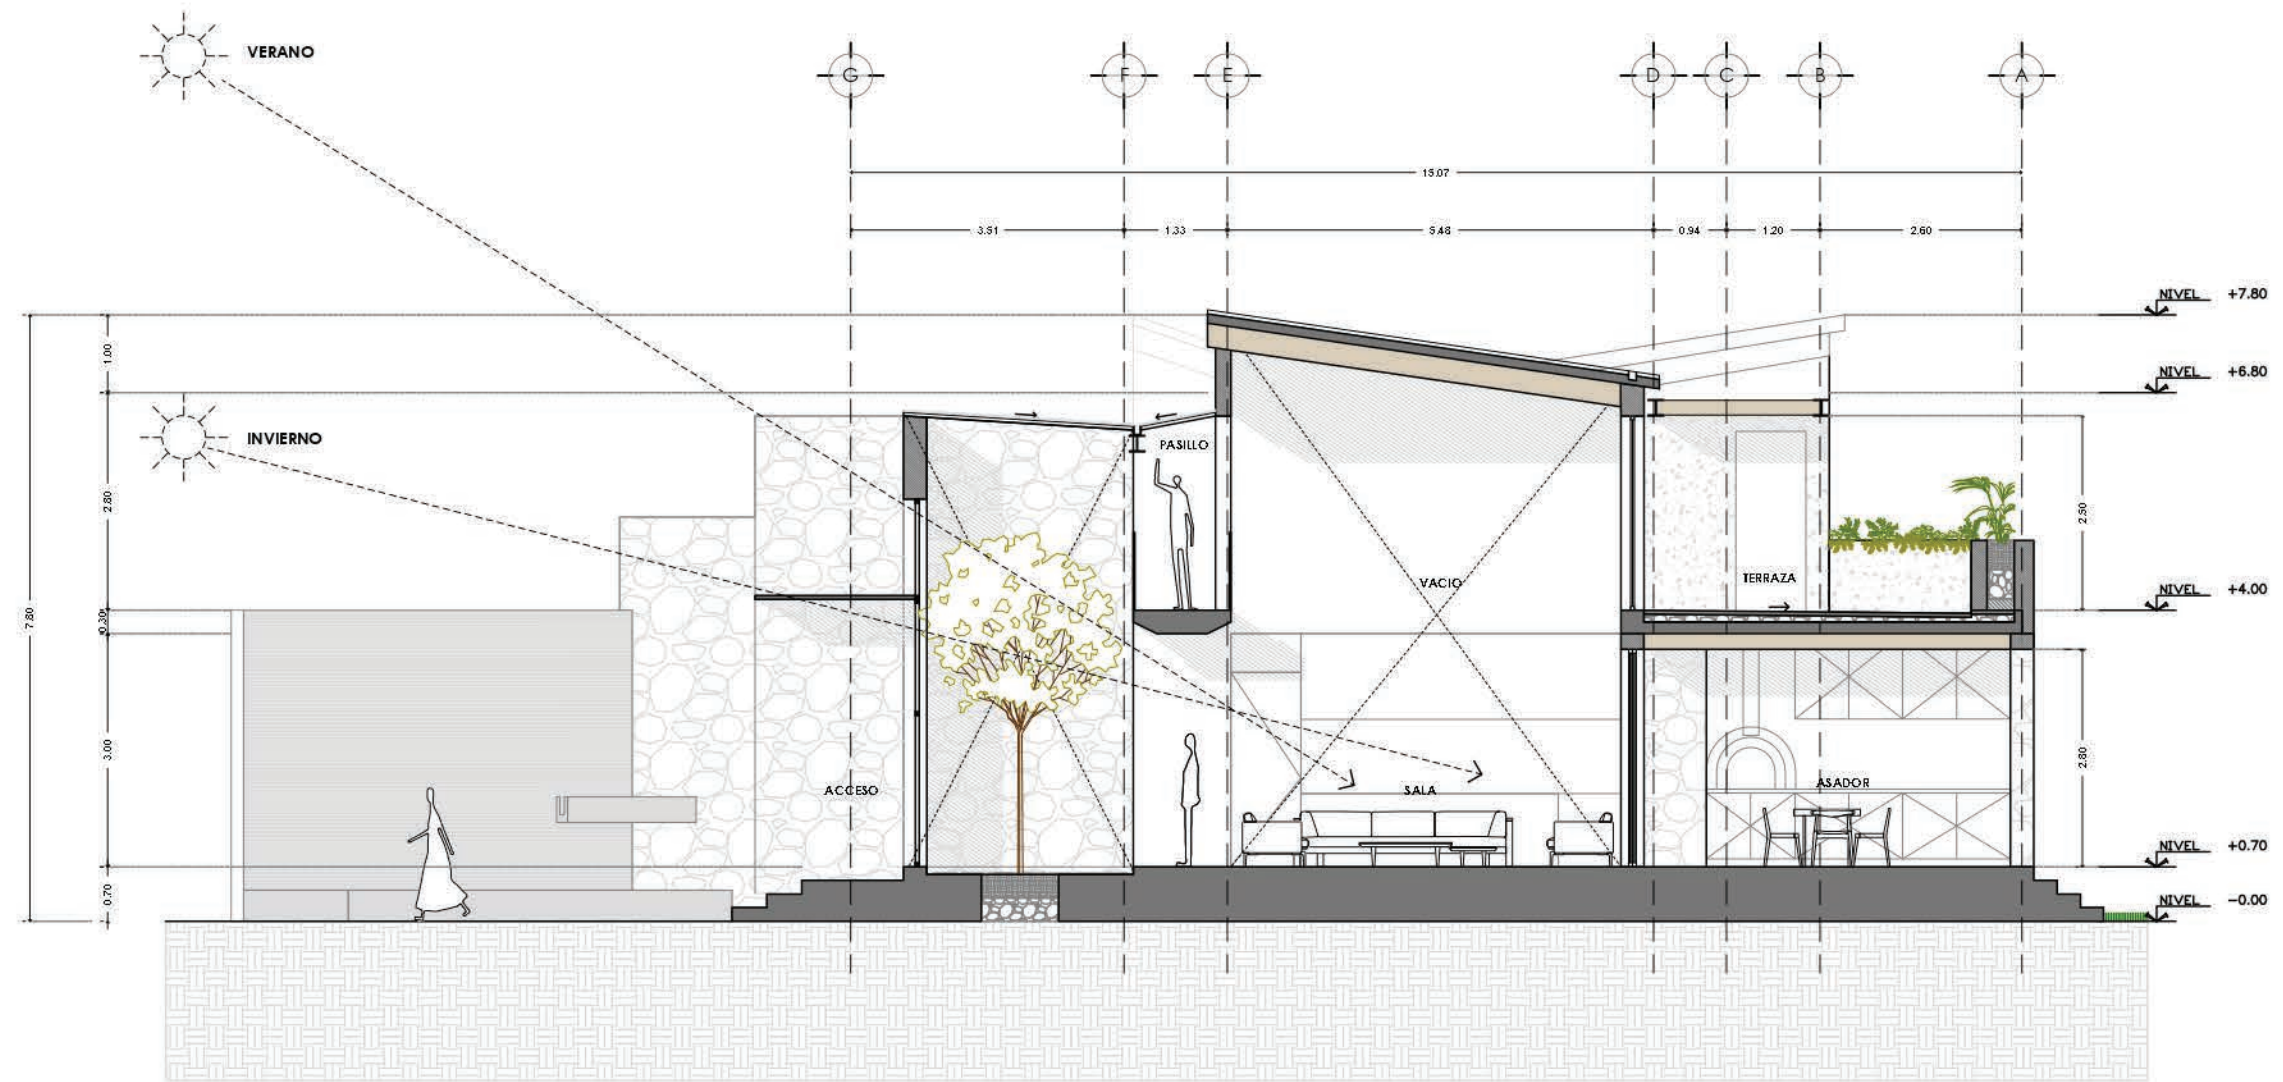 VERANO
G
F
E
D
C
B
A
15.07
3.51
1.33
5.48
0.94
1.20
2.60
NIVEL +7.80
1.00
NIVEL +6.80
INVIERNO
PASILLO
2.80
2.50
VACIO
TERRAZA
NIVEL +4.00
7.80
0.30
3.00
2.80
ACCESO
SALA
ASADOR
NIVEL +0.70
0.70
NIVEL -0.00